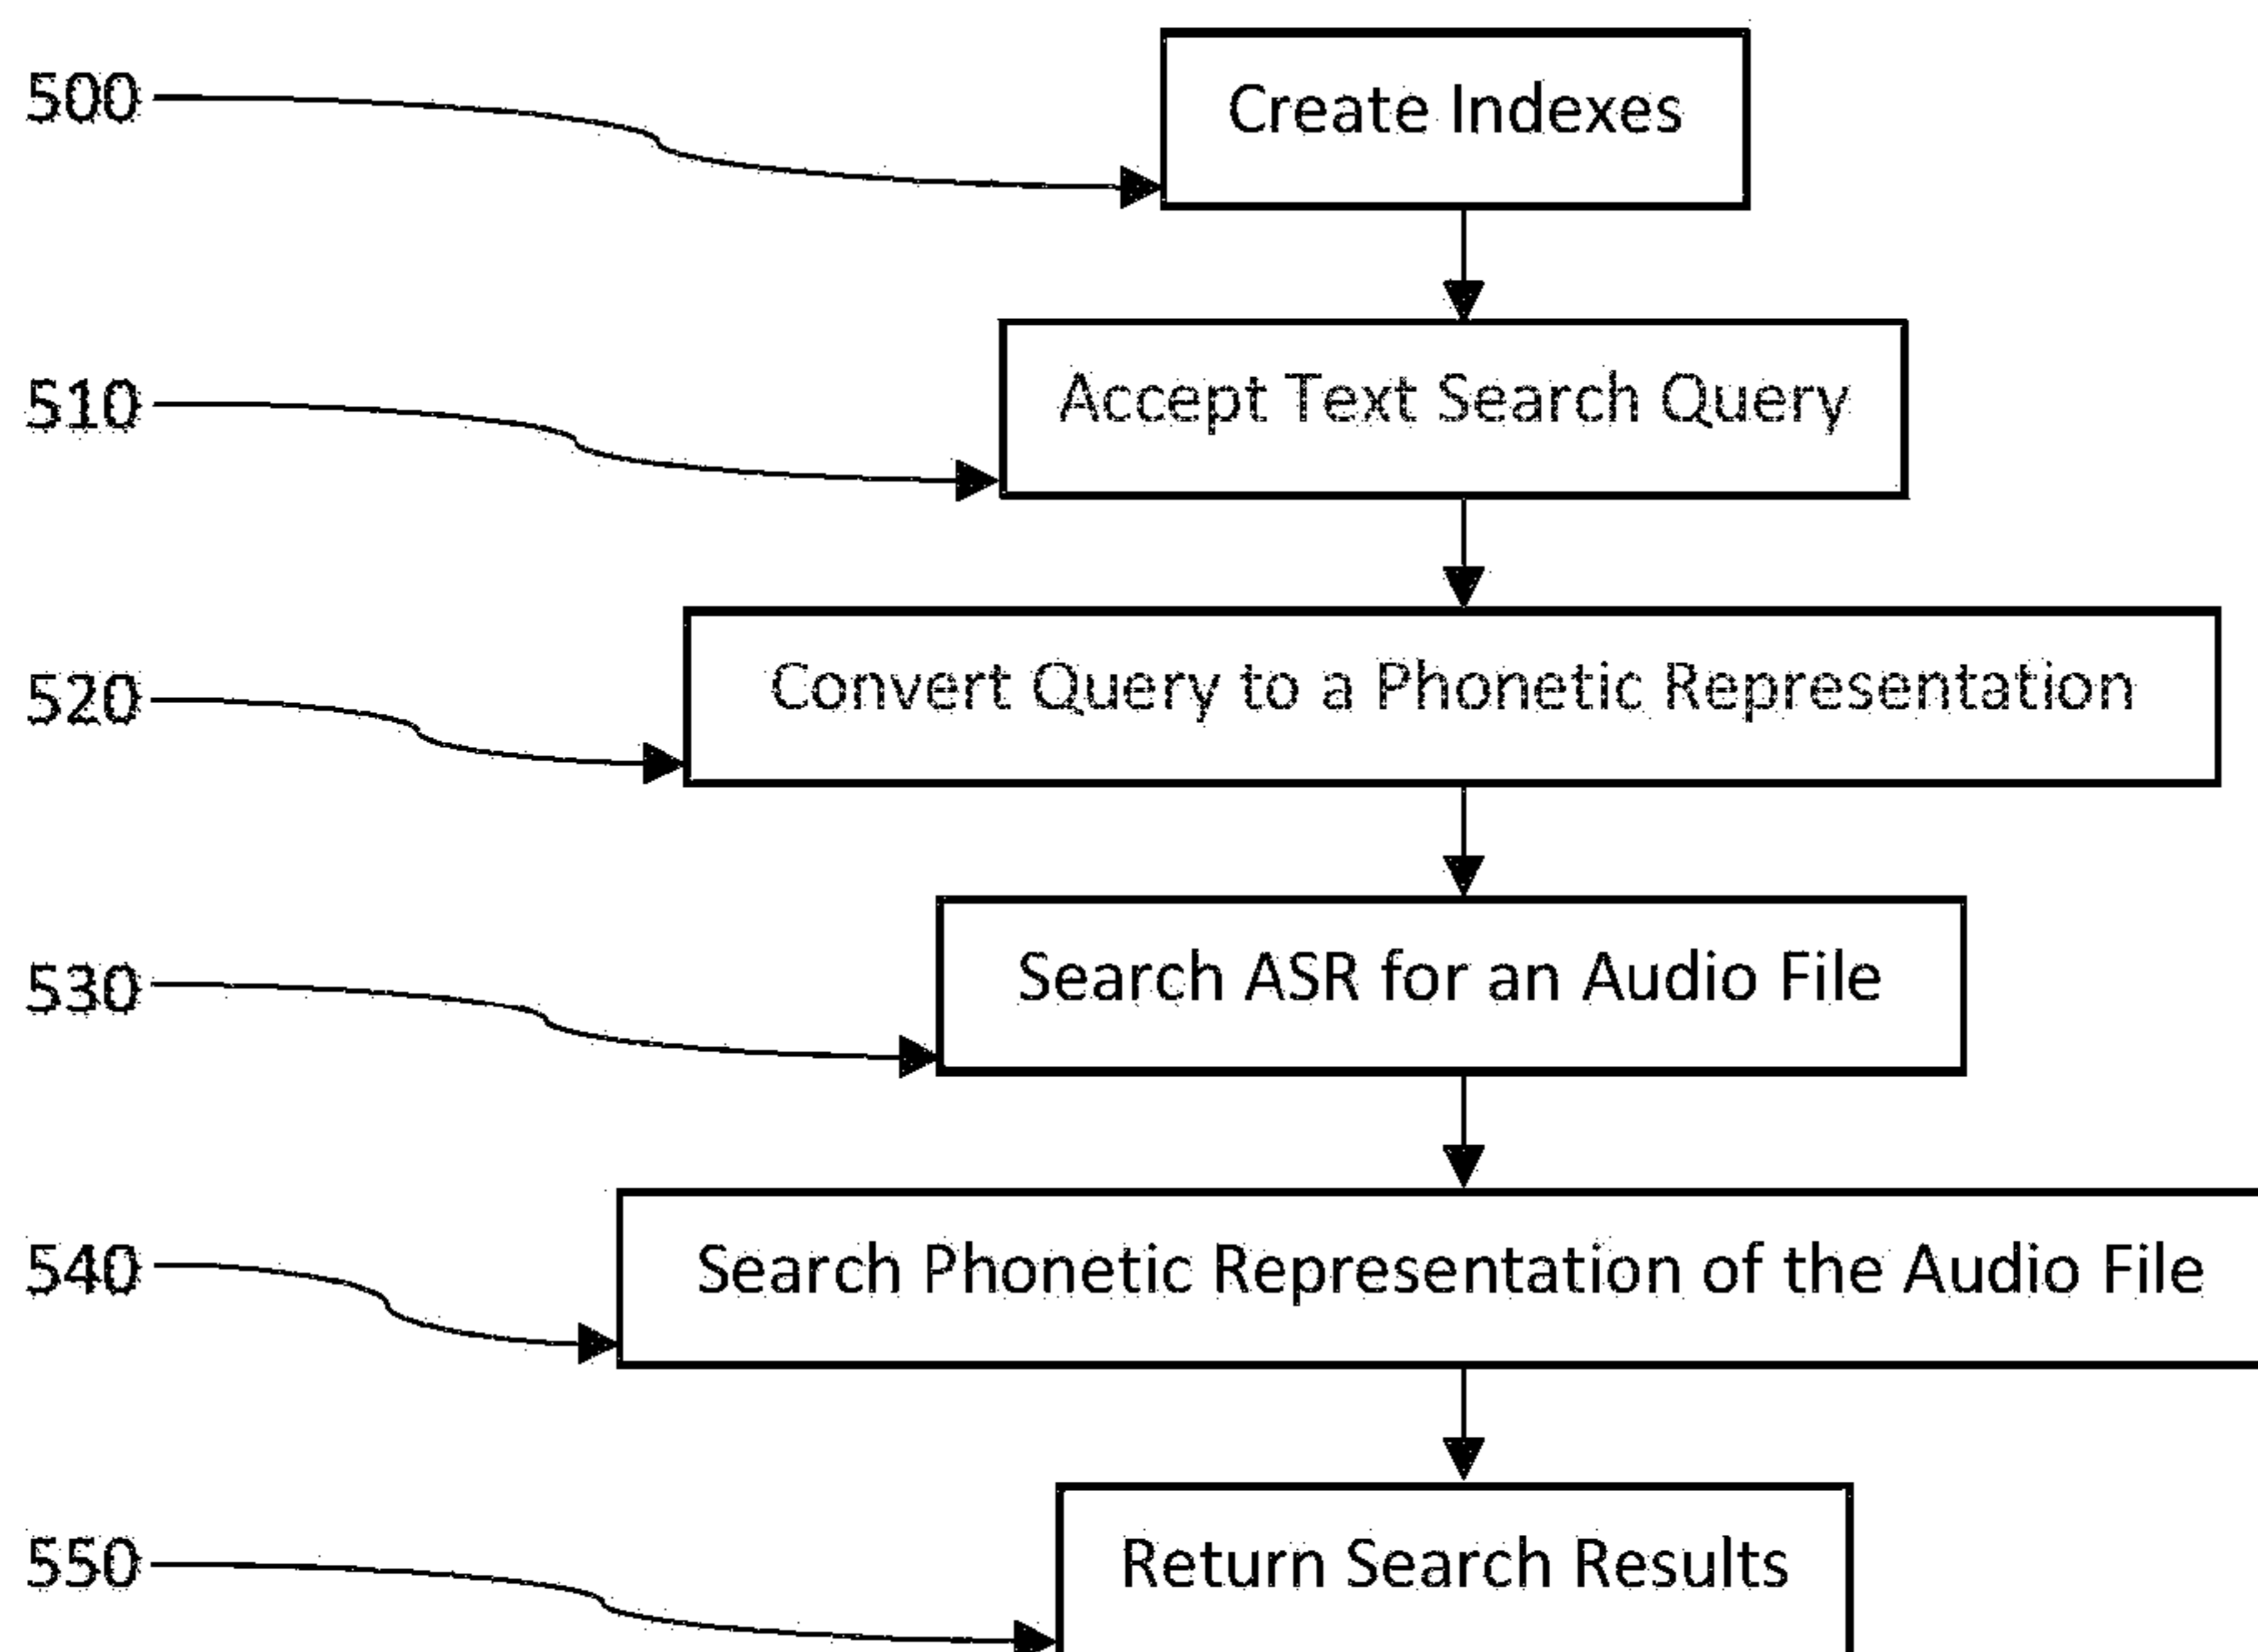 500
Create Indexes
510
Accept Text Search Query
520
Convert Query to a Phonetic Representation
530
Search ASR for an Audio File
540
Search Phonetic Representation of the Audio File
550
Return Search Results